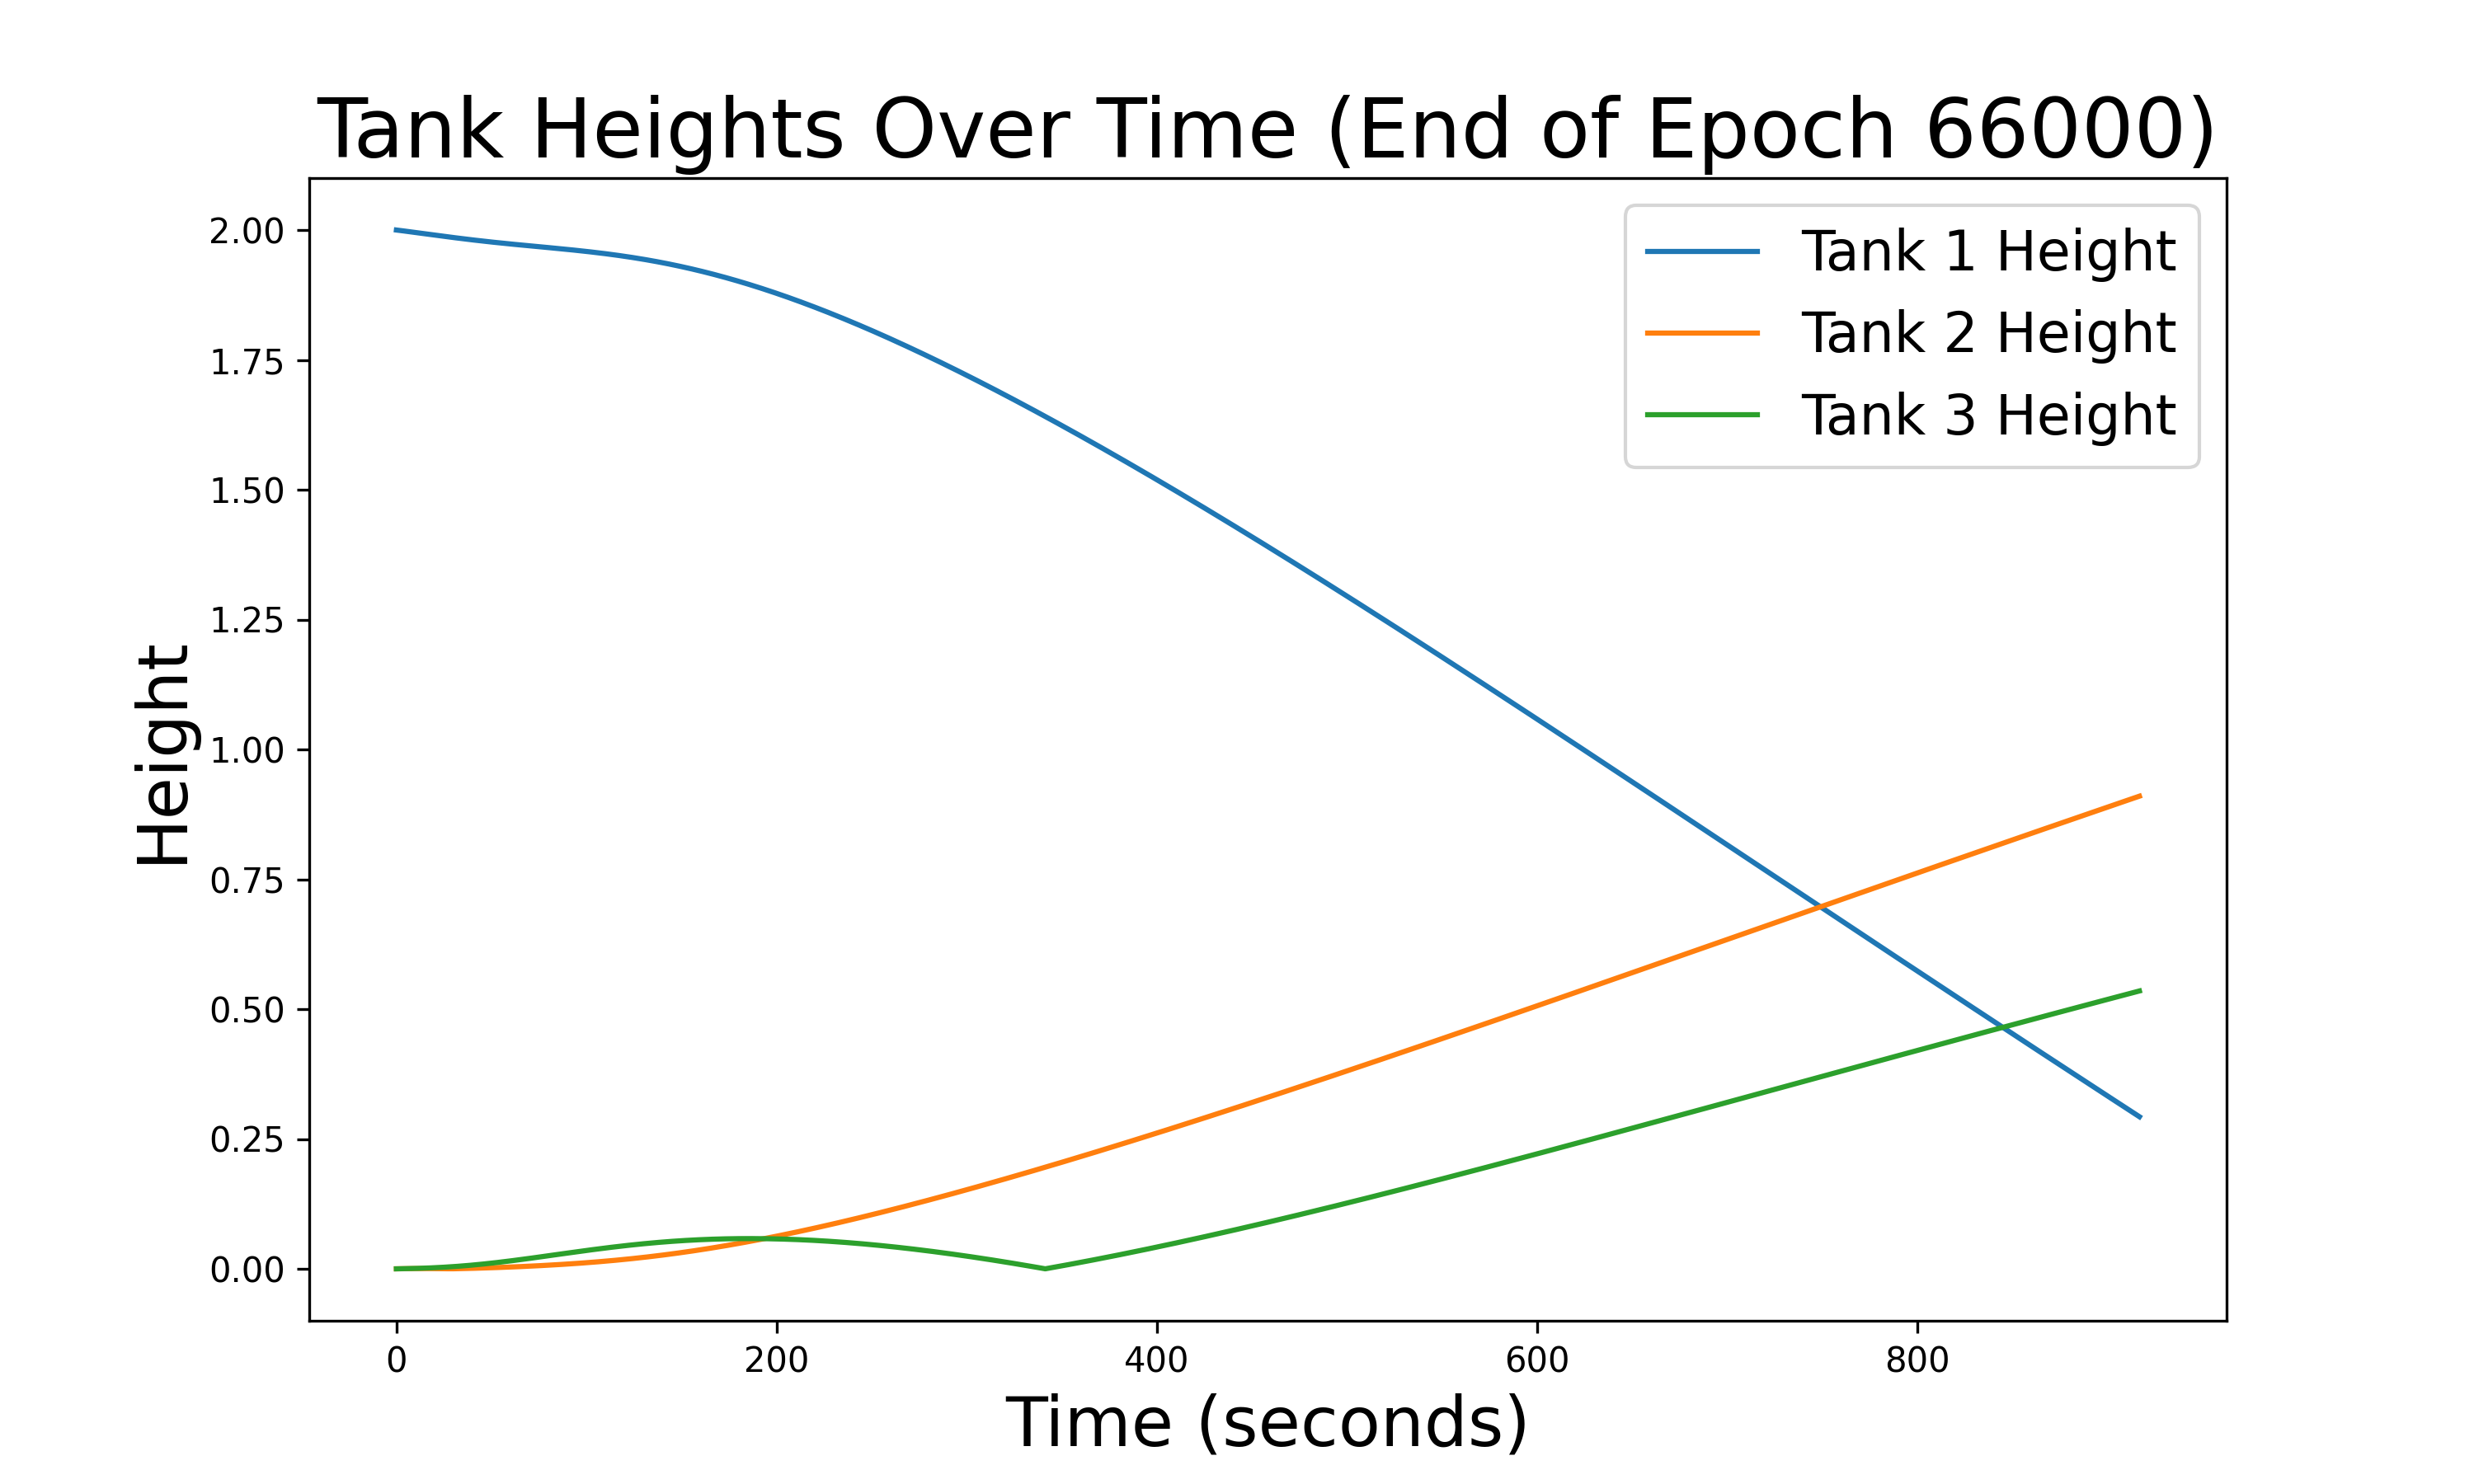 Tank Heights Over Time (End of Epoch 66000)
Tank 1 Height
Tank 2 Height
Tank 3 Height
Height
2.00
1.75
1.50
1.25
1.00
0.75
0.50
0.25
0.00
0 200 400 600 800
Time (seconds)